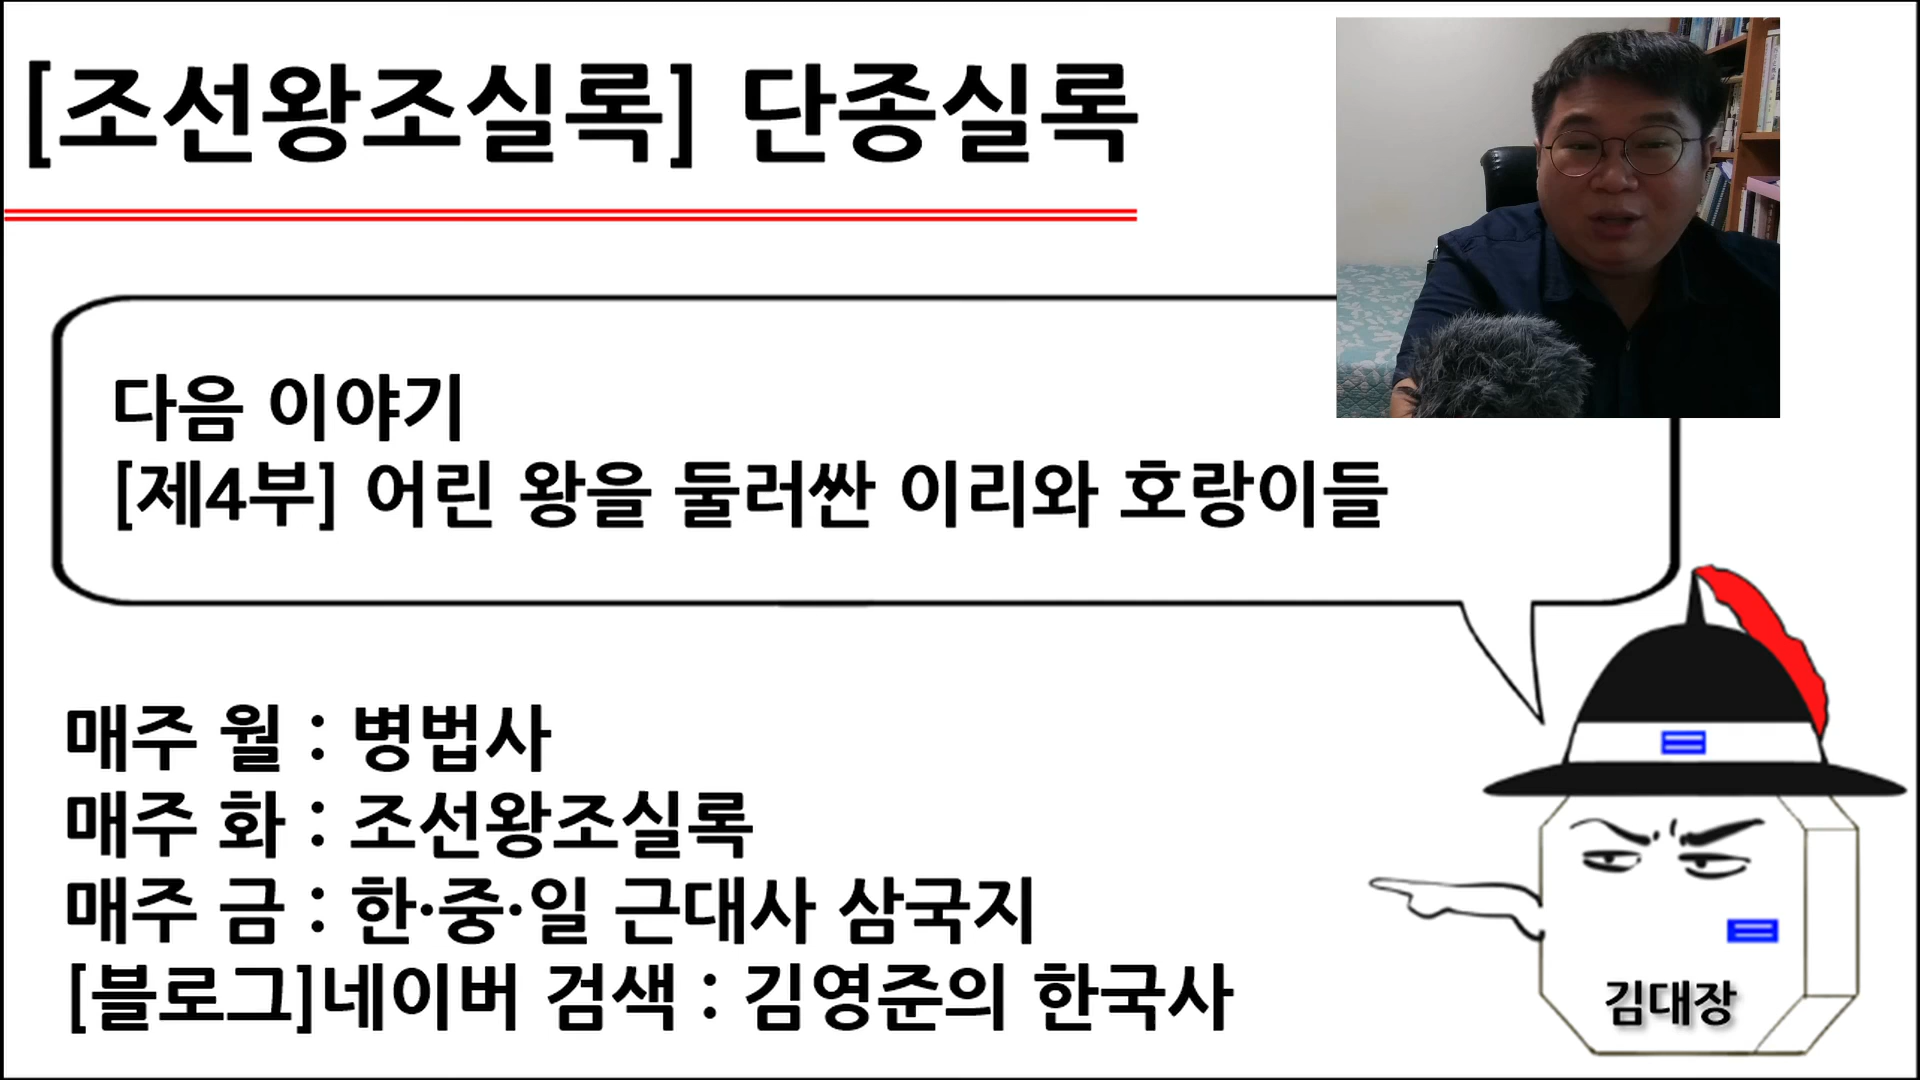 [조선왕조실록] 단종실록
다음 이야기
[제4부] 어린 왕을 둘러싼 이리와 호랑이들
매주 월 : 병법사
매주 화 : 조선왕조실록
매주 금 : 한·중·일 근대사 삼국지
[블로그]네이버 검색 : 김영준의 한국사
김대장